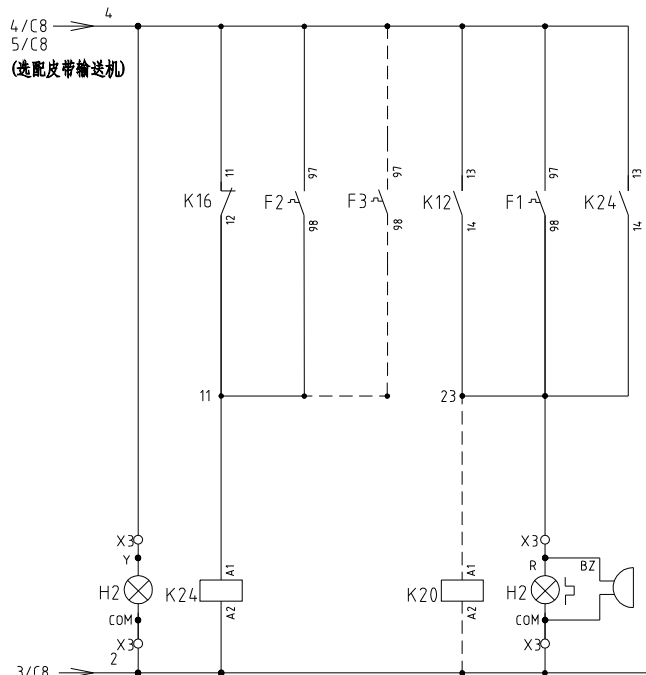 4
4/C8
5/C8
(选配皮带输送机)
11
97
97
13
97
13
K16
F2
F3
K12
F1
K24
12
98
98
14
98
14
11
23
X3
X3
Y
R
BZ
A1
A1
H2
K24
K20
H2
A2
A2
COM
COM
X3
X3
2
3/C8